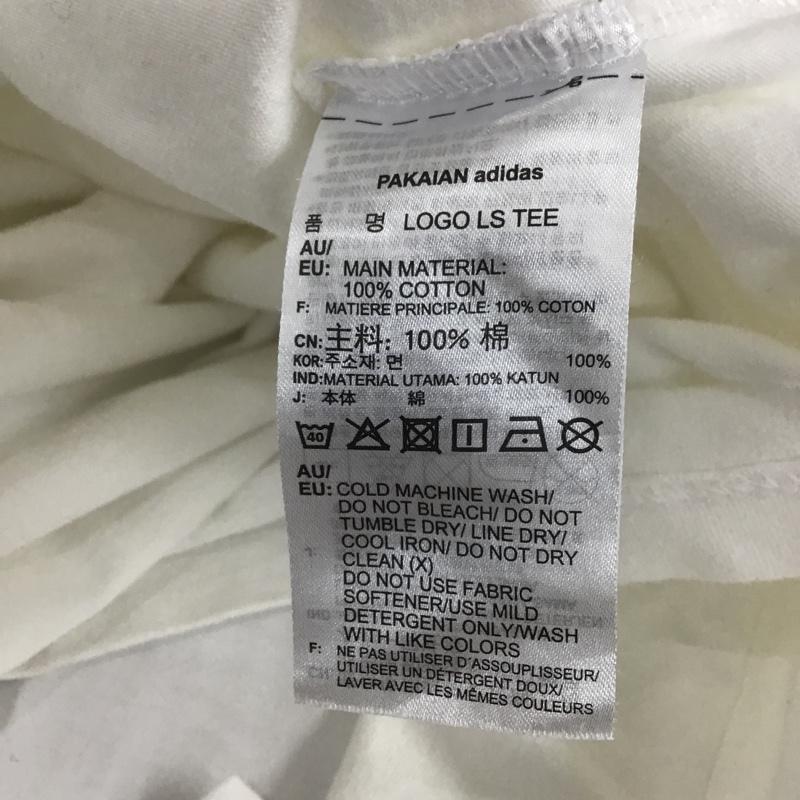 PAKAIAN adidas
품 명 LOGO LS TEE
AU/
EU: MAIN MATERIAL:
100% COTTON
F: MATIERE PRINCIPALE: 100% COTON
CN: 主料: 100% 棉
KOR:주소재: 면 100%
IND:MATERIAL UTAMA: 100% KATUN
J: 本体 綿 100%
40
AU/
EU: COLD MACHINE WASH/
DO NOT BLEACH/ DO NOT
TUMBLE DRY/ LINE DRY/
COOL IRON/ DO NOT DRY
CLEAN (X)
DO NOT USE FABRIC
SOFTENER/USE MILD
DETERGENT ONLY/WASH
WITH LIKE COLORS
F: NE PAS UTILISER D'ASSOUPLISSEUR/
UTILISER UN DÉTERGENT DOUX/
LAVER AVEC LES MÊMES COULEURS